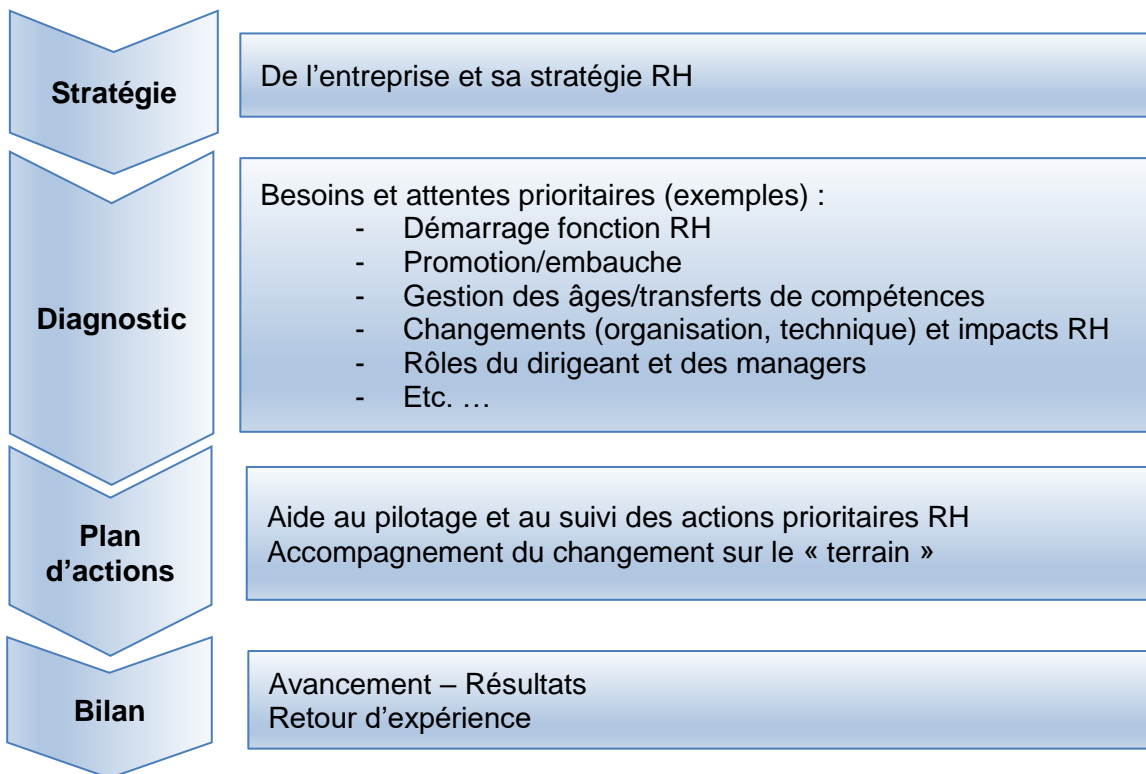 Stratégie
De l’entreprise et sa stratégie RH
Diagnostic
Besoins et attentes prioritaires (exemples) :
- Démarrage fonction RH
- Promotion/embauche
- Gestion des âges/transferts de compétences
- Changements (organisation, technique) et impacts RH
- Rôles du dirigeant et des managers
- Etc. …
Plan
d’actions
Aide au pilotage et au suivi des actions prioritaires RH
Accompagnement du changement sur le « terrain »
Bilan
Avancement – Résultats
Retour d’expérience